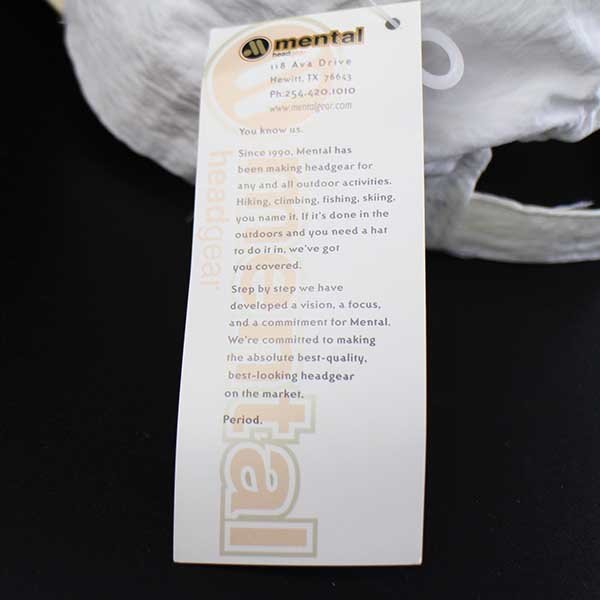 mental
head
118 Ava Drive
Hewitt, TX 76643
Ph:254.420.1010
www.mentalgear.com
You know us.
Since 1990, Mental has
been making headgear for
any and all outdoor activities.
Hiking, climbing, fishing, skiing,
you name it. If it's done in the
outdoors and you need a hat
to do it in, we've got
you covered.
Step by step we have
developed a vision, a focus,
and a commitment for Mental.
We're committed to making
the absolute best-quality,
best-looking headgear
on the market.
Period.
mental
headgear